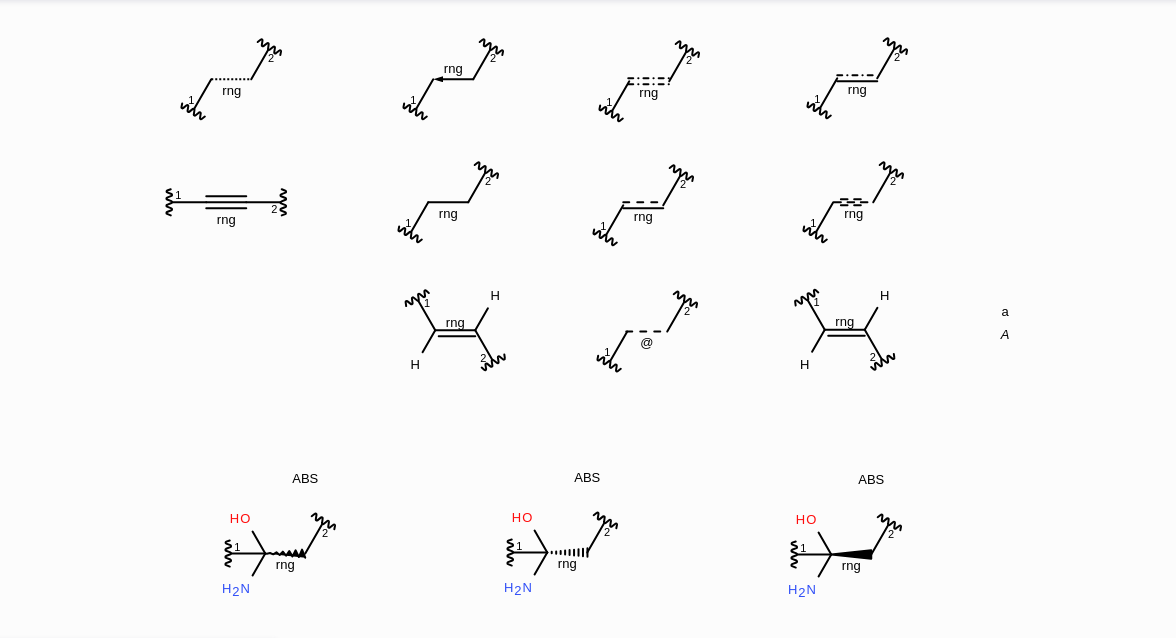 2 2 2 2
rng
rng rng rng
1 1 1 1
1 2 2 2
2 1 1 1
rng rng rng rng
H H
1 2 1 a
rng rng
@ A
H 2 1 H 2
ABS ABS ABS
HO HO HO
2 2 2
1 1 1
rng rng rng
H2N H2N H2N